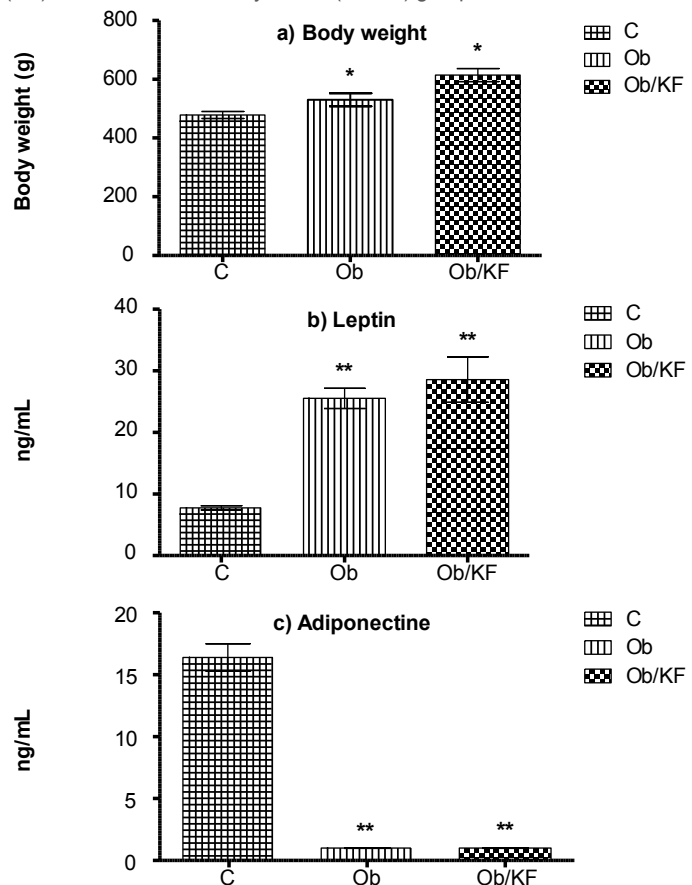 a) Body weight
Body weight (g)
800
600
400
200
0
*
*
C
Ob
Ob/KF
C
Ob
Ob/KF
b) Leptin
ng/mL
40
30
20
10
0
**
**
C
Ob
Ob/KF
C
Ob
Ob/KF
c) Adiponectine
ng/mL
20
15
10
5
0
**
**
C
Ob
Ob/KF
C
Ob
Ob/KF